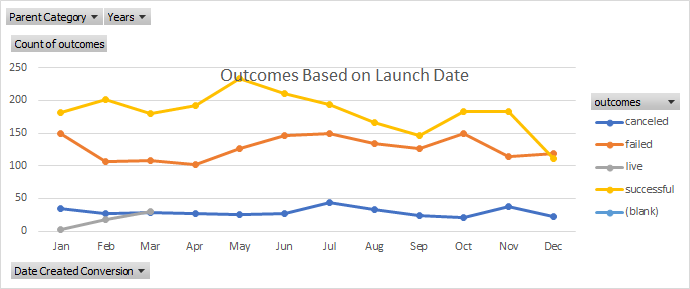 Parent Category Years
Count of outcomes
Outcomes Based on Launch Date
250
200
150
100
50
0
Jan Feb Mar Apr May Jun Jul Aug Sep Oct Nov Dec
outcomes
canceled
failed
live
successful
(blank)
Date Created Conversion